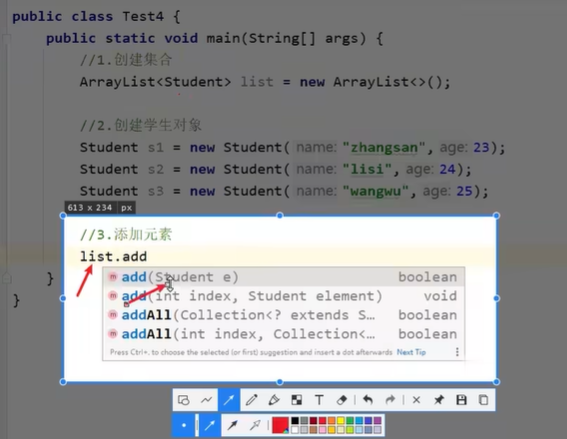 public class Test4 {
public static void main(String[] args) {
//1.创建集合
ArrayList<Student> list = new ArrayList<>();
//2.创建学生对象
Student s1 = new Student( name: "zhangsan", age: 23);
Student s2 = new Student( name: "lisi", age: 24);
Student s3 = new Student( name: "wangwu", age: 25);
613 x 234 px
//3.添加元素
list.add
m add(Student e) boolean
m add(int index, Student element) void
m addAll(Collection<? extends S… boolean
m addAll(int index, Collection<… boolean
Press Ctrl+. to choose the selected (or first) suggestion and insert a dot afterwards Next Tip
}
}
T